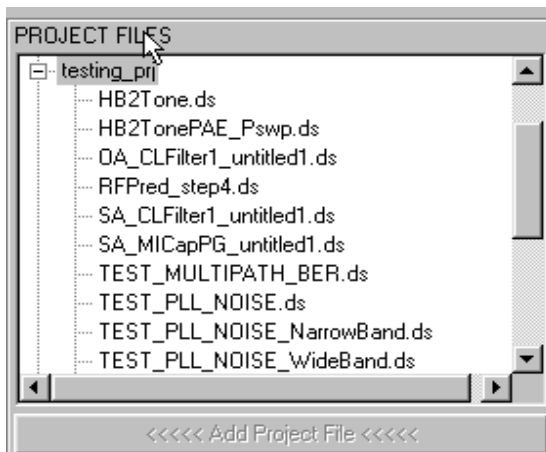 PROJECT FILES
testing_prj
HB2Tone.ds
HB2TonePAE_Pswp.ds
OA_CLFilter1_untitled1.ds
RFPred_step4.ds
SA_CLFilter1_untitled1.ds
SA_MICapPG_untitled1.ds
TEST_MULTIPATH_BER.ds
TEST_PLL_NOISE.ds
TEST_PLL_NOISE_NarrowBand.ds
TEST_PLL_NOISE_WideBand.ds
<<<<< Add Project File <<<<<